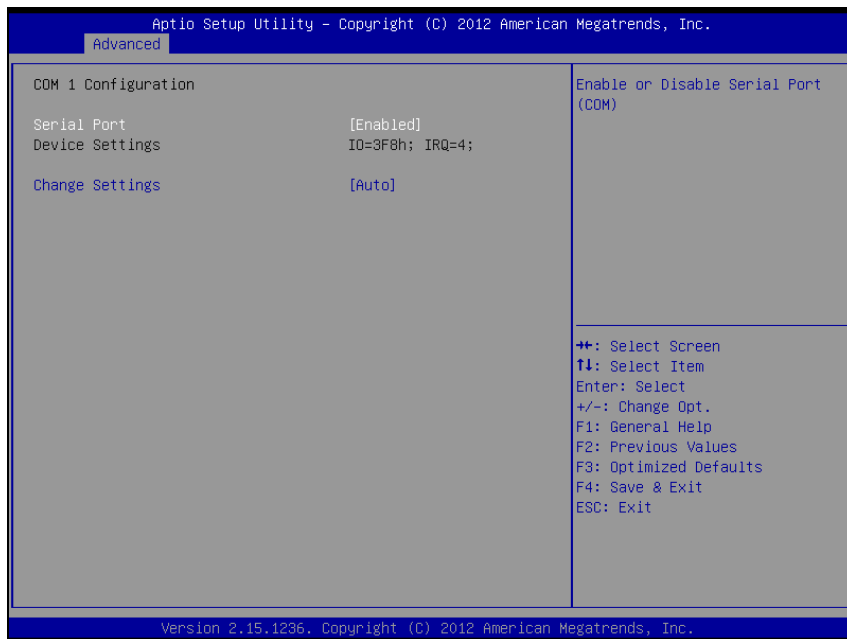 Aptio Setup Utility – Copyright (C) 2012 American Megatrends, Inc.
Advanced
COM 1 Configuration
Serial Port [Enabled]
Device Settings IO=3F8h; IRQ=4;
Change Settings [Auto]
Enable or Disable Serial Port
(COM)
→←: Select Screen
↑↓: Select Item
Enter: Select
+/-: Change Opt.
F1: General Help
F2: Previous Values
F3: Optimized Defaults
F4: Save & Exit
ESC: Exit
Version 2.15.1236. Copyright (C) 2012 American Megatrends, Inc.